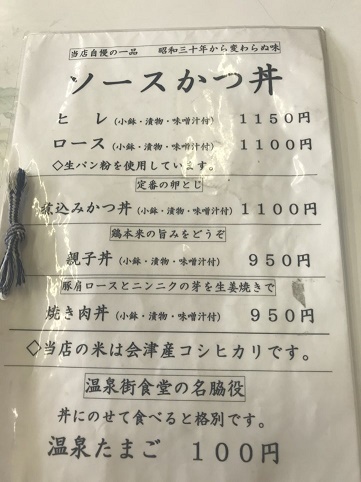 当店自慢の一品　昭和三十年から変わらぬ味
ソースかつ丼
ヒレ（小鉢・漬物・味噌汁付）１１５０円
ロース（小鉢・漬物・味噌汁付）１１００円
◇生パン粉を使用しています。
定番の卵とじ
煮込みかつ丼（小鉢・漬物・味噌汁付）１１００円
鶏本来の旨みをどうぞ
親子丼（小鉢・漬物・味噌汁付）９５０円
豚肩ロースとニンニクの芽を生姜焼きで
焼き肉丼（小鉢・漬物・味噌汁付）９５０円
◇当店の米は会津産コシヒカリです。
温泉街食堂の名脇役
丼にのせて食べると格別です。
温泉たまご　１００円